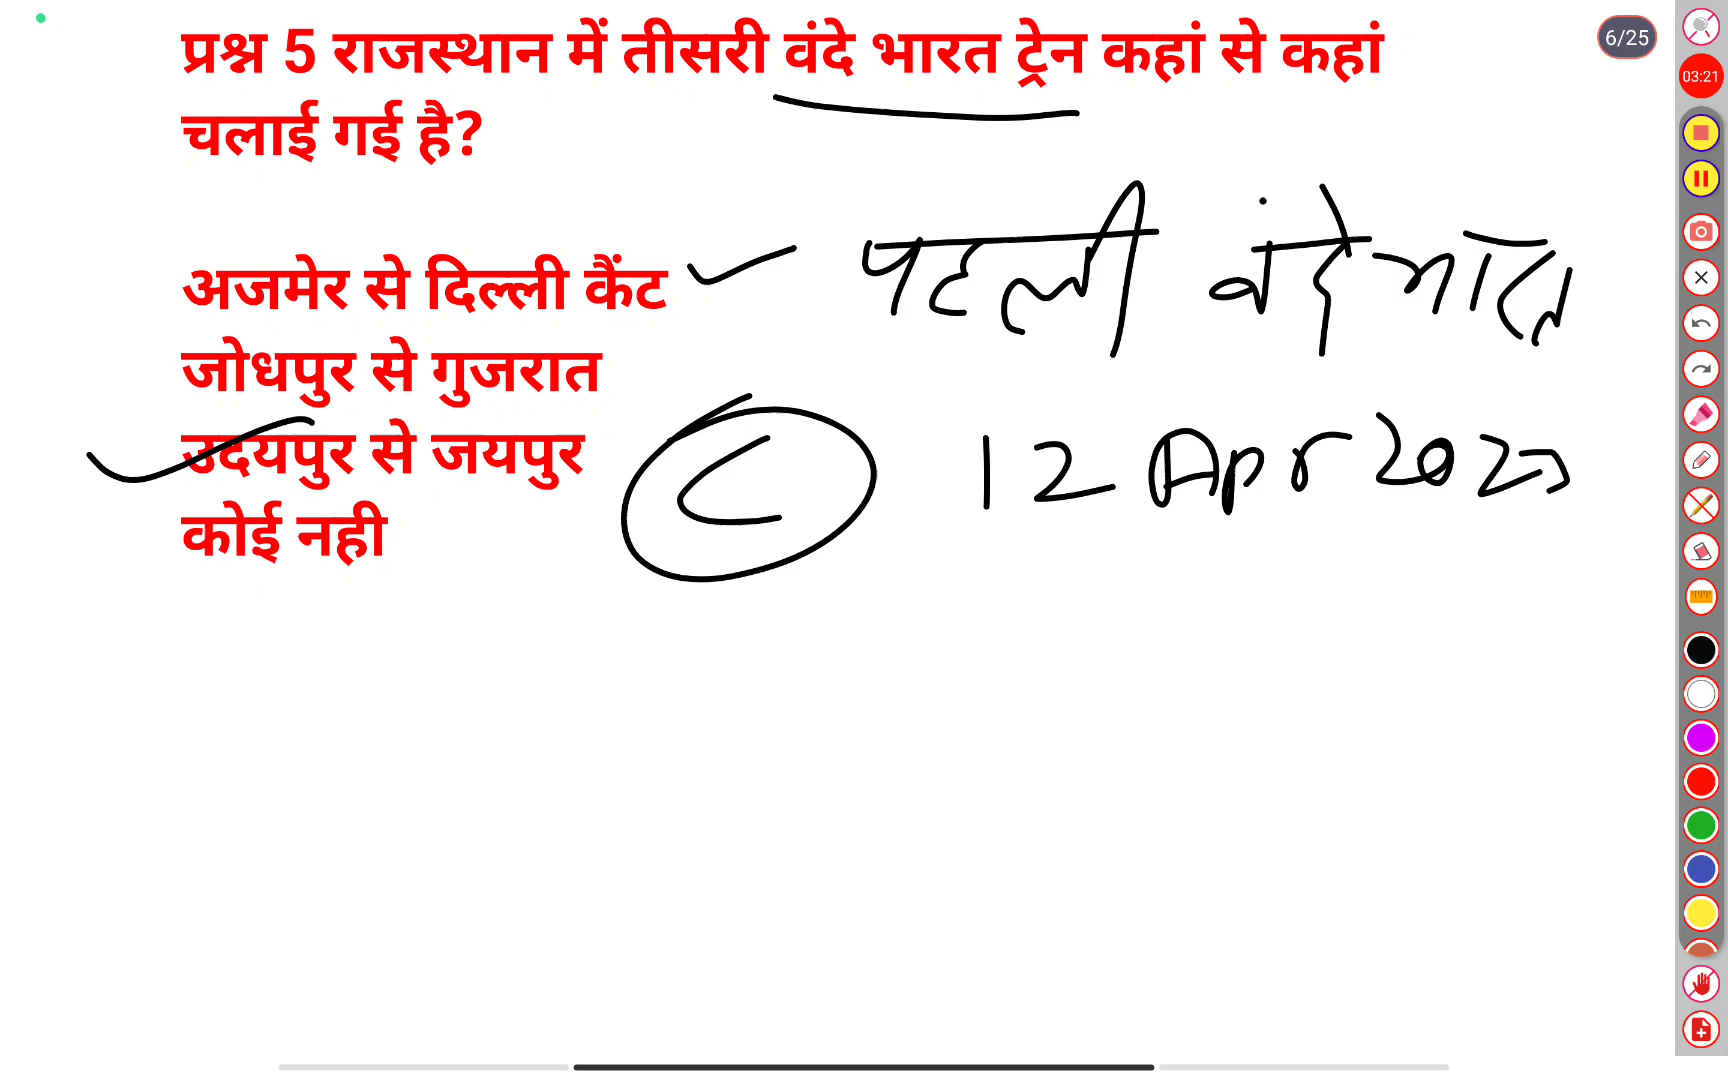 प्रश्न 5 राजस्थान में तीसरी वंदे भारत ट्रेन कहां से कहां
चलाई गई है?
6/25
03:21
अजमेर से दिल्ली कैंट
पहली वंदे भारत
जोधपुर से गुजरात
उदयपुर से जयपुर
C
12 Apr 2023
कोई नही